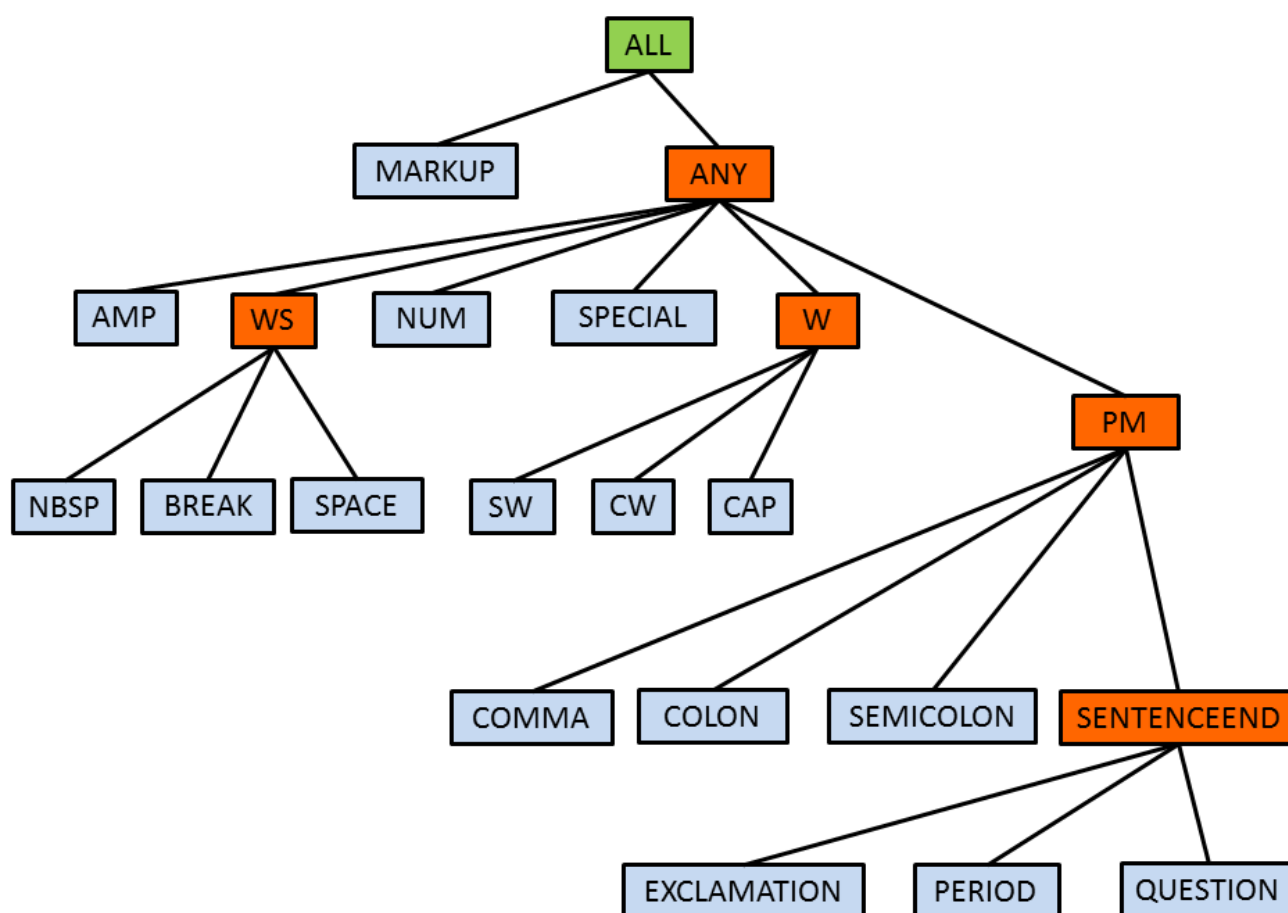 ALL
MARKUP
ANY
AMP
WS
NUM
SPECIAL
W
PM
NBSP
BREAK
SPACE
SW
CW
CAP
COMMA
COLON
SEMICOLON
SENTENCEEND
EXCLAMATION
PERIOD
QUESTION